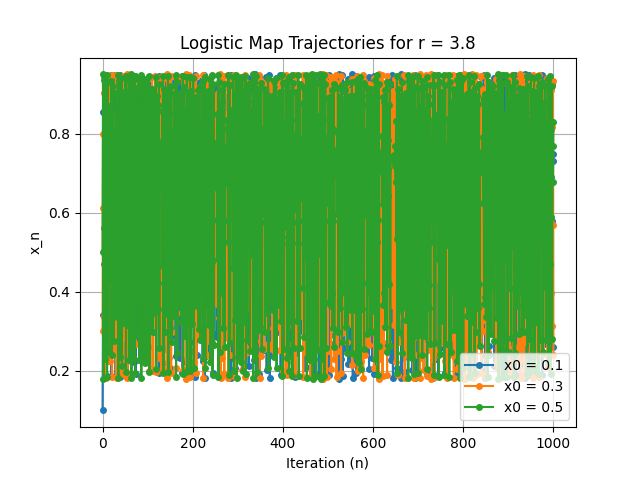 Logistic Map Trajectories for r = 3.8
x_n
0.8
0.6
0.4
0.2
0
200
400
600
800
1000
Iteration (n)
x0 = 0.1
x0 = 0.3
x0 = 0.5